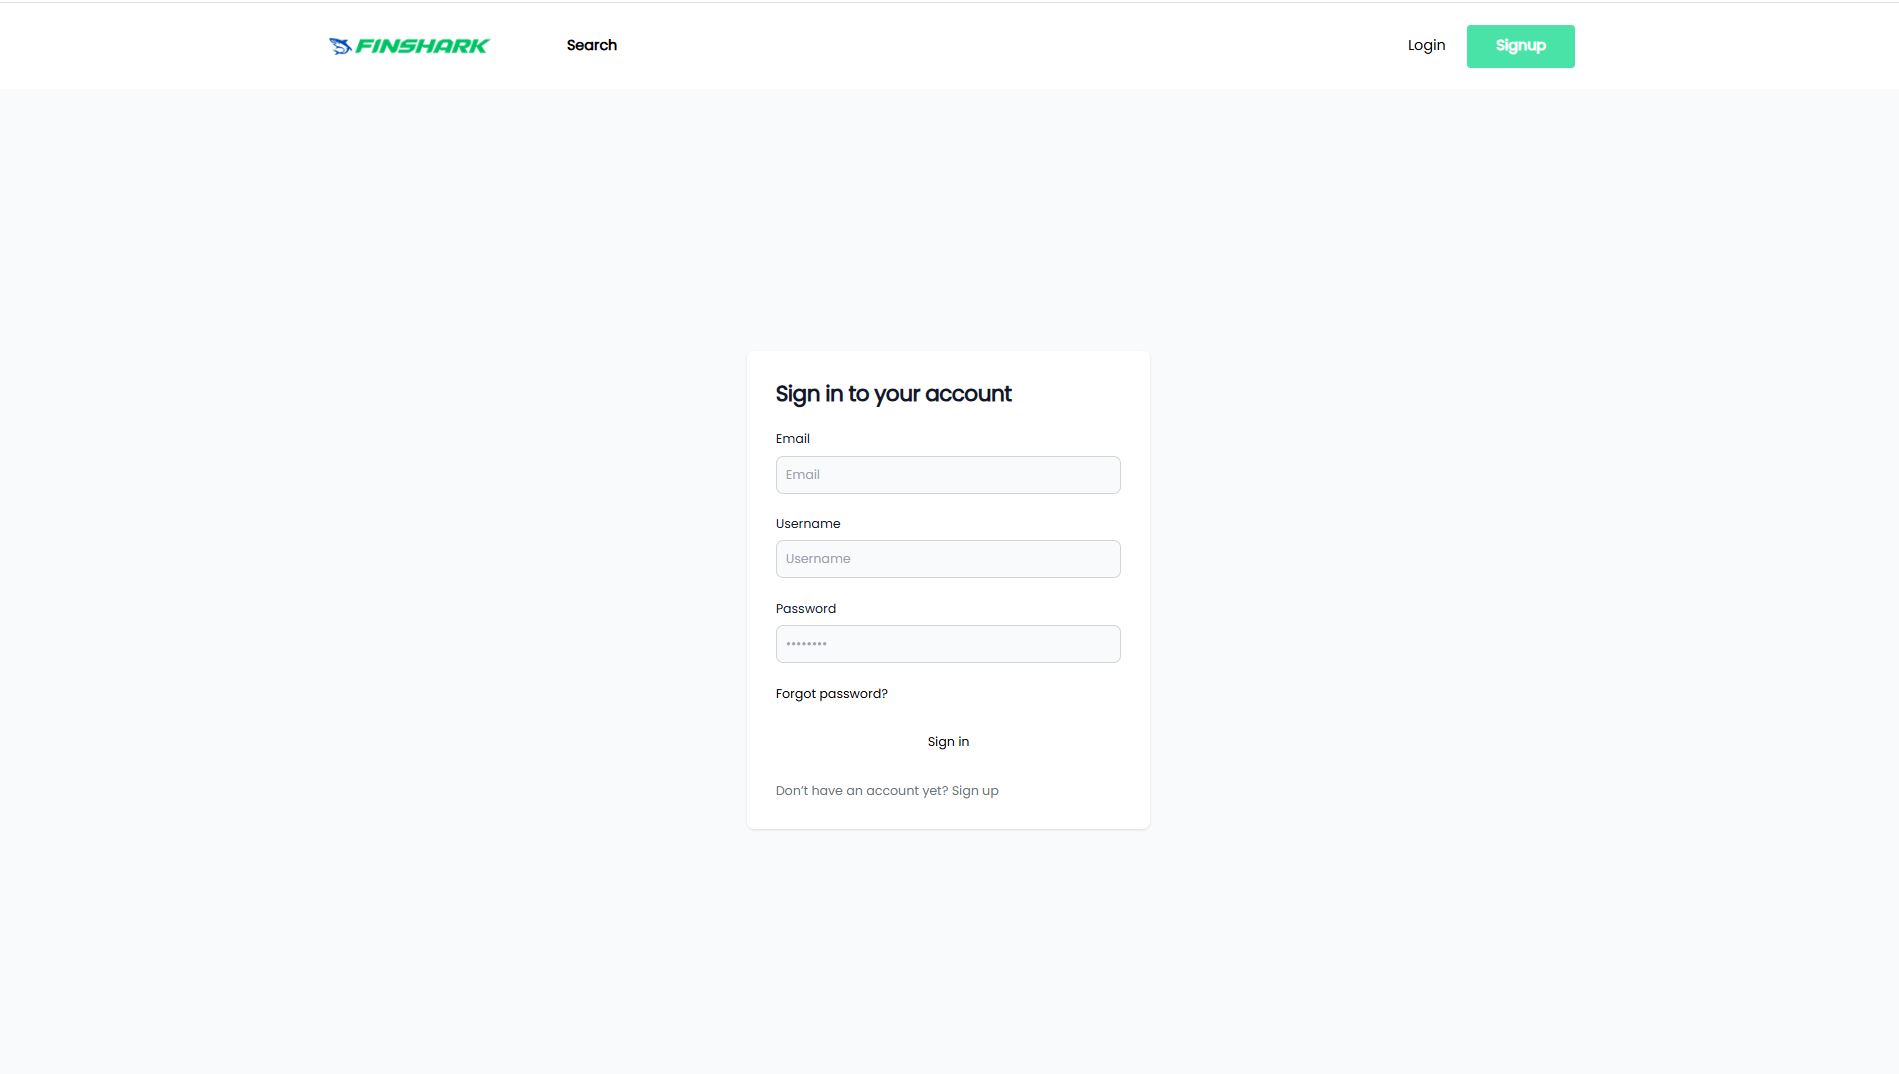 FINSHARK
Search
Login
Signup
Sign in to your account
Email
Email
Username
Username
Password
••••••••
Forgot password?
Sign in
Don’t have an account yet? Sign up